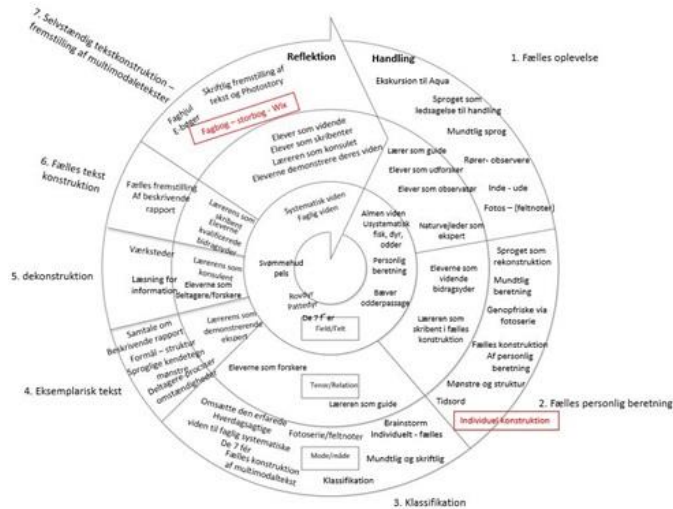 7. Selvstændig tekstkonstruktion –
fremstilling af multimodaletekster
Reflektion
Handling
1. Fælles oplevelse
Ekskursion til Aqua
Sproget som
ledsagelse til handling
Mundtlig sprog
Rører- observere
Inde - ude
Fotos – (feltnoter)
Lærer som guide
Elever som udforsker
Elever som observatør
Naturvejleder som
ekspert
Almen viden
Usystematisk
fisk, dyr,
odder
Skriftlig fremstilling af
tekst og Photostory
Faghjul
E-bøger
Fagbog – storbog - Wix
Elever som vidende
Elever som skribenter
Læreren som konsulet
Eleverne demonstrere deres viden
Systematisk viden
Faglig viden
6. Fælles tekst
konstruktion
Fælles fremstilling
Af beskrivende
rapport
Lærerens som
skribent
Eleverne
kvalificerede
bidragsyder
5. dekonstruktion
Værksteder
Læsning for
information
Lærerens som
konsulent
Eleverne som
deltagere/forskere
Svømmehud
pels
Personlig
beretning
Bæver
odderpassage
Rovdyr
Pattedyr
De 7 f'er
Field/Felt
Eleverne som
vidende
bidragsyder
Læreren som
skribent i fælles
konstruktion
Sproget som
rekonstruktion
Mundtlig
beretning
Genopfriske via
fotoserie
Fælles konstruktion
Af personlig
beretning
Mønstre og struktur
Tidsord
2. Fælles personlig beretning
Individuel konstruktion
4. Eksemplarisk tekst
Samtale om
Beskrivende rapport
Formål – struktur
Sproglige kendetegn
mønstre
Deltagere-proces
omstændigheder
Lærerens som
demonstrerende
ekspert
Eleverne som forskere
Tenor/Relation
Læreren som guide
Omsætte den erfarede
Hverdagsagtige
viden til faglig systematiske
De 7 fér
Fælles konstruktion
af multimodaltekst
Fotoserie/feltnoter
Mode/måde
Klassifikation
Brainstorm
Individuelt - fælles
Mundtlig og skriftlig
3. Klassifikation